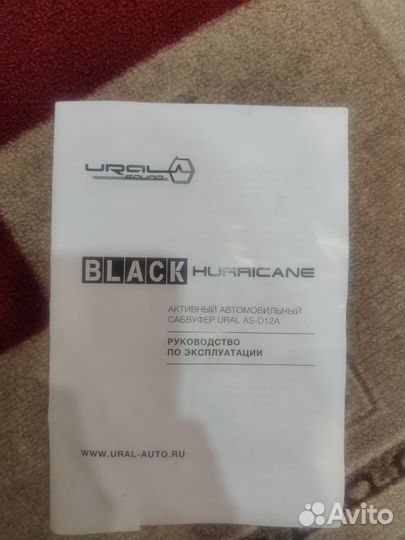 URAL
SOUND
BLACK HURRICANE
АКТИВНЫЙ АВТОМОБИЛЬНЫЙ
САБВУФЕР URAL AS-D12A
РУКОВОДСТВО
ПО ЭКСПЛУАТАЦИИ
WWW.URAL-AUTO.RU
Avito